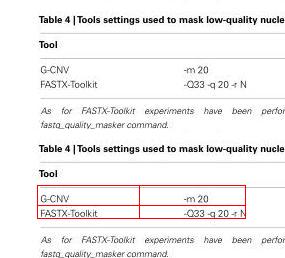 Table 4 | Tools settings used to mask low-quality nucle
Tool
G-CNV -m 20
FASTX-Toolkit -Q33 -q 20 -r N
As for FASTX-Toolkit experiments have been perfor
fastq_quality_masker command.
Table 4 | Tools settings used to mask low-quality nucle
Tool
G-CNV -m 20
FASTX-Toolkit -Q33 -q 20 -r N
As for FASTX-Toolkit experiments have been perfor
fastq_quality_masker command.